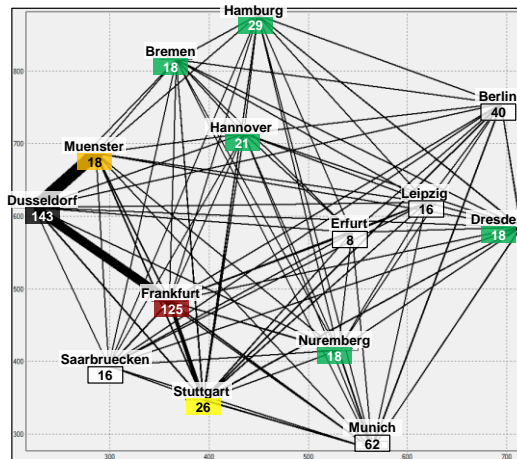 Hamburg
29
Bremen
18
800
Berlin
40
Hannover
21
700
Muenster
18
Dusseldorf
143
600
Leipzig
16
Erfurt
8
Dresde
18
500
Frankfurt
125
400
Saarbruecken
16
Nuremberg
18
Stuttgart
26
300
Munich
62
200
300
400
500
600
700